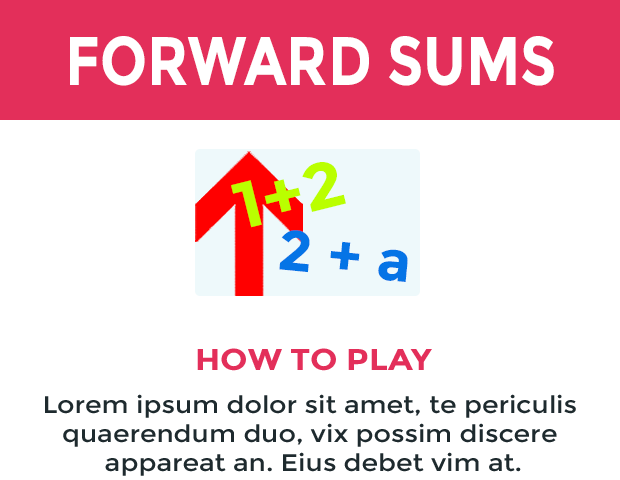 FORWARD SUMS
1+2
2 + a
HOW TO PLAY
Lorem ipsum dolor sit amet, te periculis
quaerendum duo, vix possim discere
appareat an. Eius debet vim at.